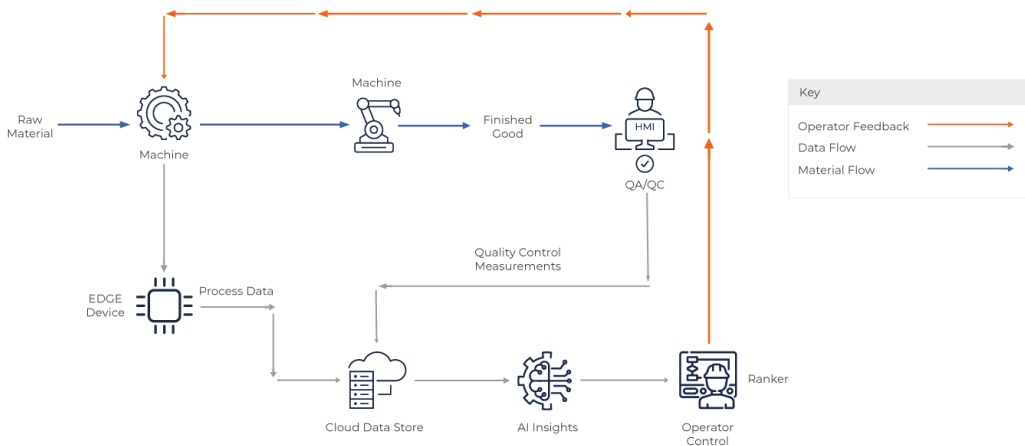 Machine
Raw
Material
Machine
Finished
Good
HMI
QA/QC
Key
Operator Feedback
Data Flow
Material Flow
Quality Control
Measurements
EDGE
Device
Process Data
Cloud Data Store
AI Insights
Operator
Control
Ranker